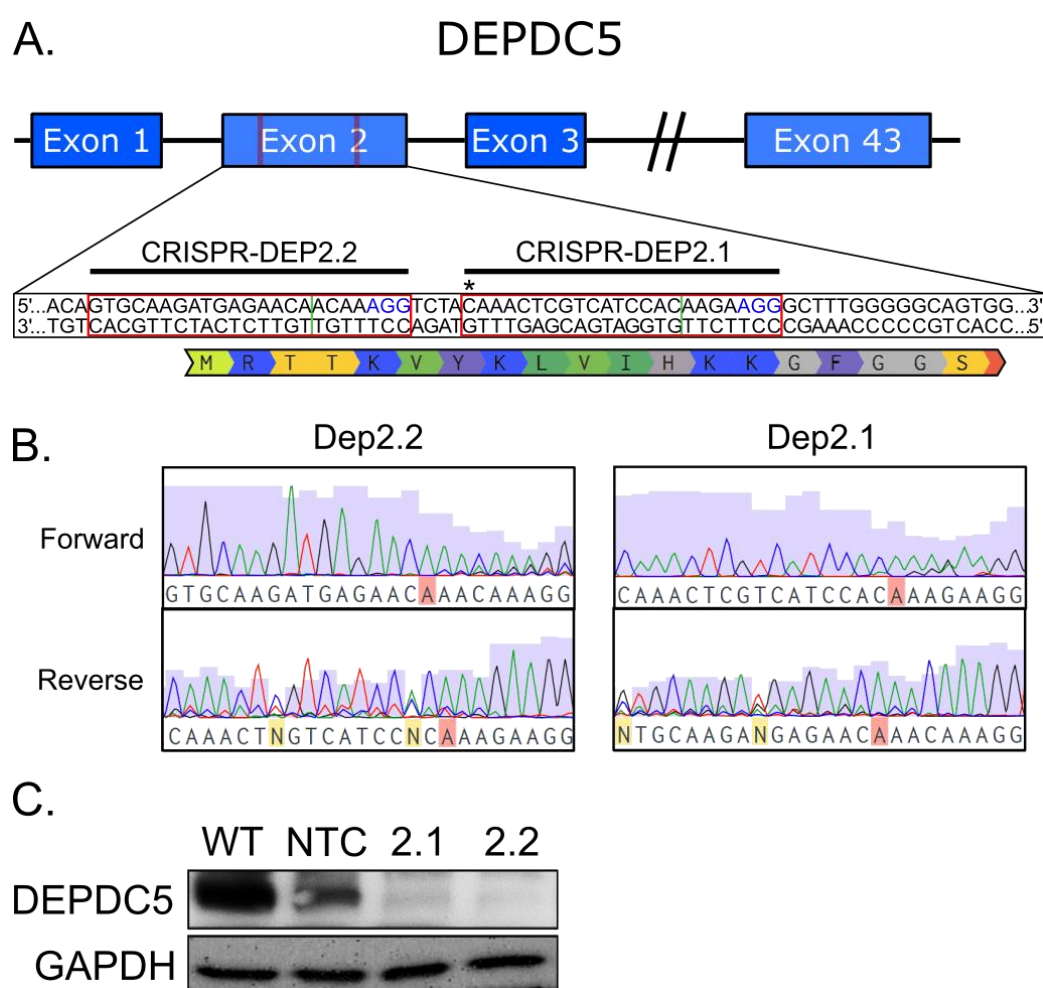 A.
DEPDC5
Exon 1
Exon 2
Exon 3
Exon 43
CRISPR-DEP2.2
CRISPR-DEP2.1
*
5'...ACAGTGCAAGATGAGAACAACAAAGGTCTACAAACTCGTCATCCACAAGAAGGGCTTTGGGGGCAGTGG...3'
3'...TGTCACGTTCTACTCTTGTTGTTTCCAGATGTTTGAGCAGTAGGTGTTCTTCCCGAAACCCCCGTCACC...5'
M R T T K V Y K L V I H K K G F G G S
B.
Dep2.2
Dep2.1
Forward
GTGCAAGATGAGAACAAACAAAGG
CAAACTCGTCATCCACAAAGAAGG
Reverse
CAAACTNGTCATCCNCAAAGAAGG
NTGCAAGANGAGAACAAACAAAGG
C.
WT NTC 2.1 2.2
DEPDC5
GAPDH